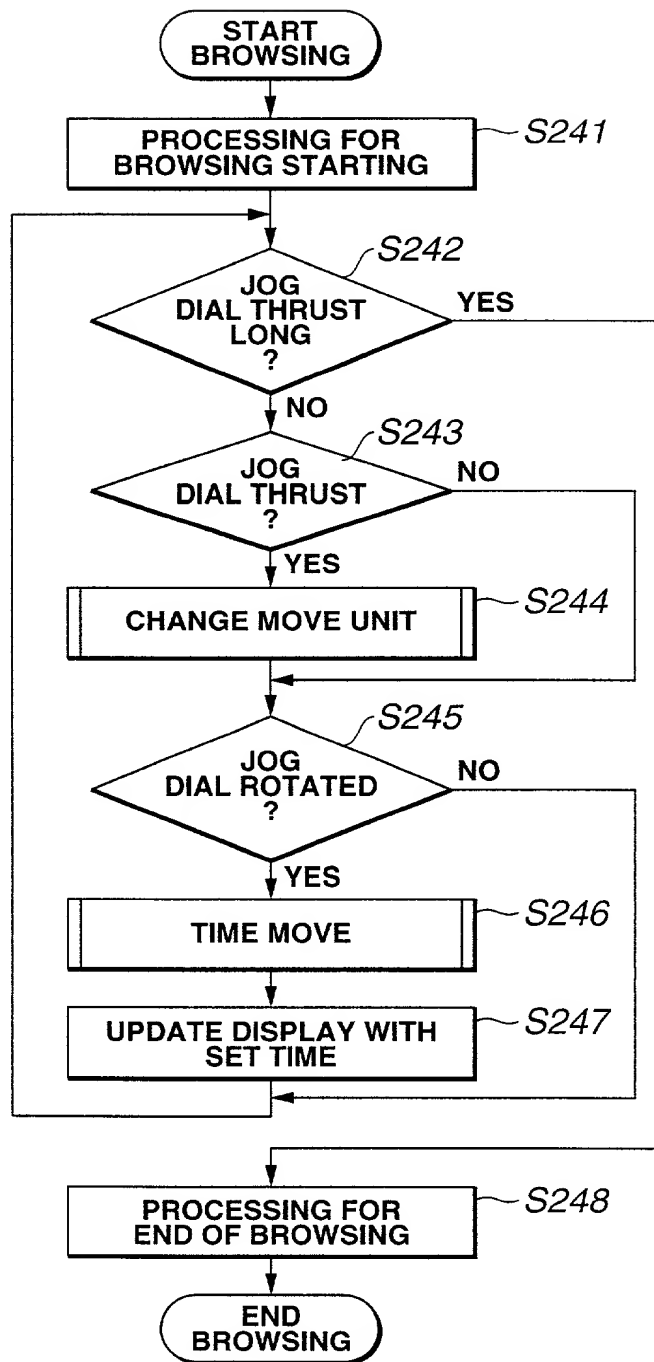 START
BROWSING
PROCESSING FOR
BROWSING STARTING
S241
S242
JOG
DIAL THRUST
LONG
?
YES
NO
S243
JOG
DIAL THRUST
?
NO
YES
S244
CHANGE MOVE UNIT
S245
JOG
DIAL ROTATED
?
NO
YES
S246
TIME MOVE
S247
UPDATE DISPLAY WITH
SET TIME
S248
PROCESSING FOR
END OF BROWSING
END
BROWSING